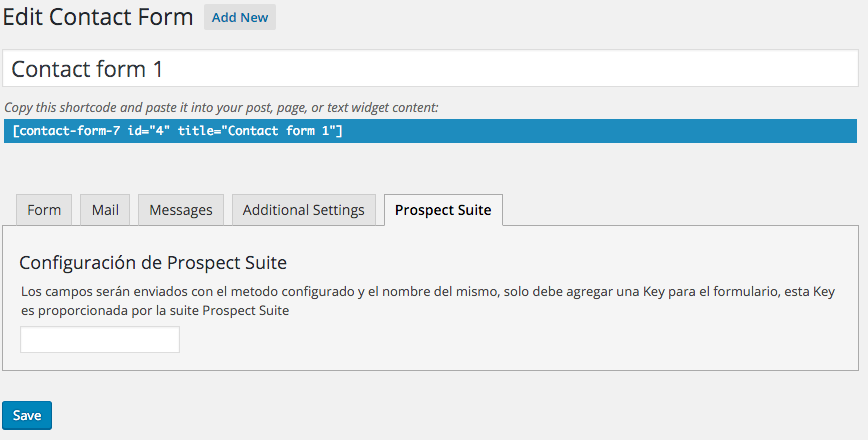 Edit Contact Form Add New
Contact form 1
Copy this shortcode and paste it into your post, page, or text widget content:
[contact-form-7 id="4" title="Contact form 1"]
Form Mail Messages Additional Settings Prospect Suite
Configuración de Prospect Suite
Los campos serán enviados con el metodo configurado y el nombre del mismo, solo debe agregar una Key para el formulario, esta Key
es proporcionada por la suite Prospect Suite
Save